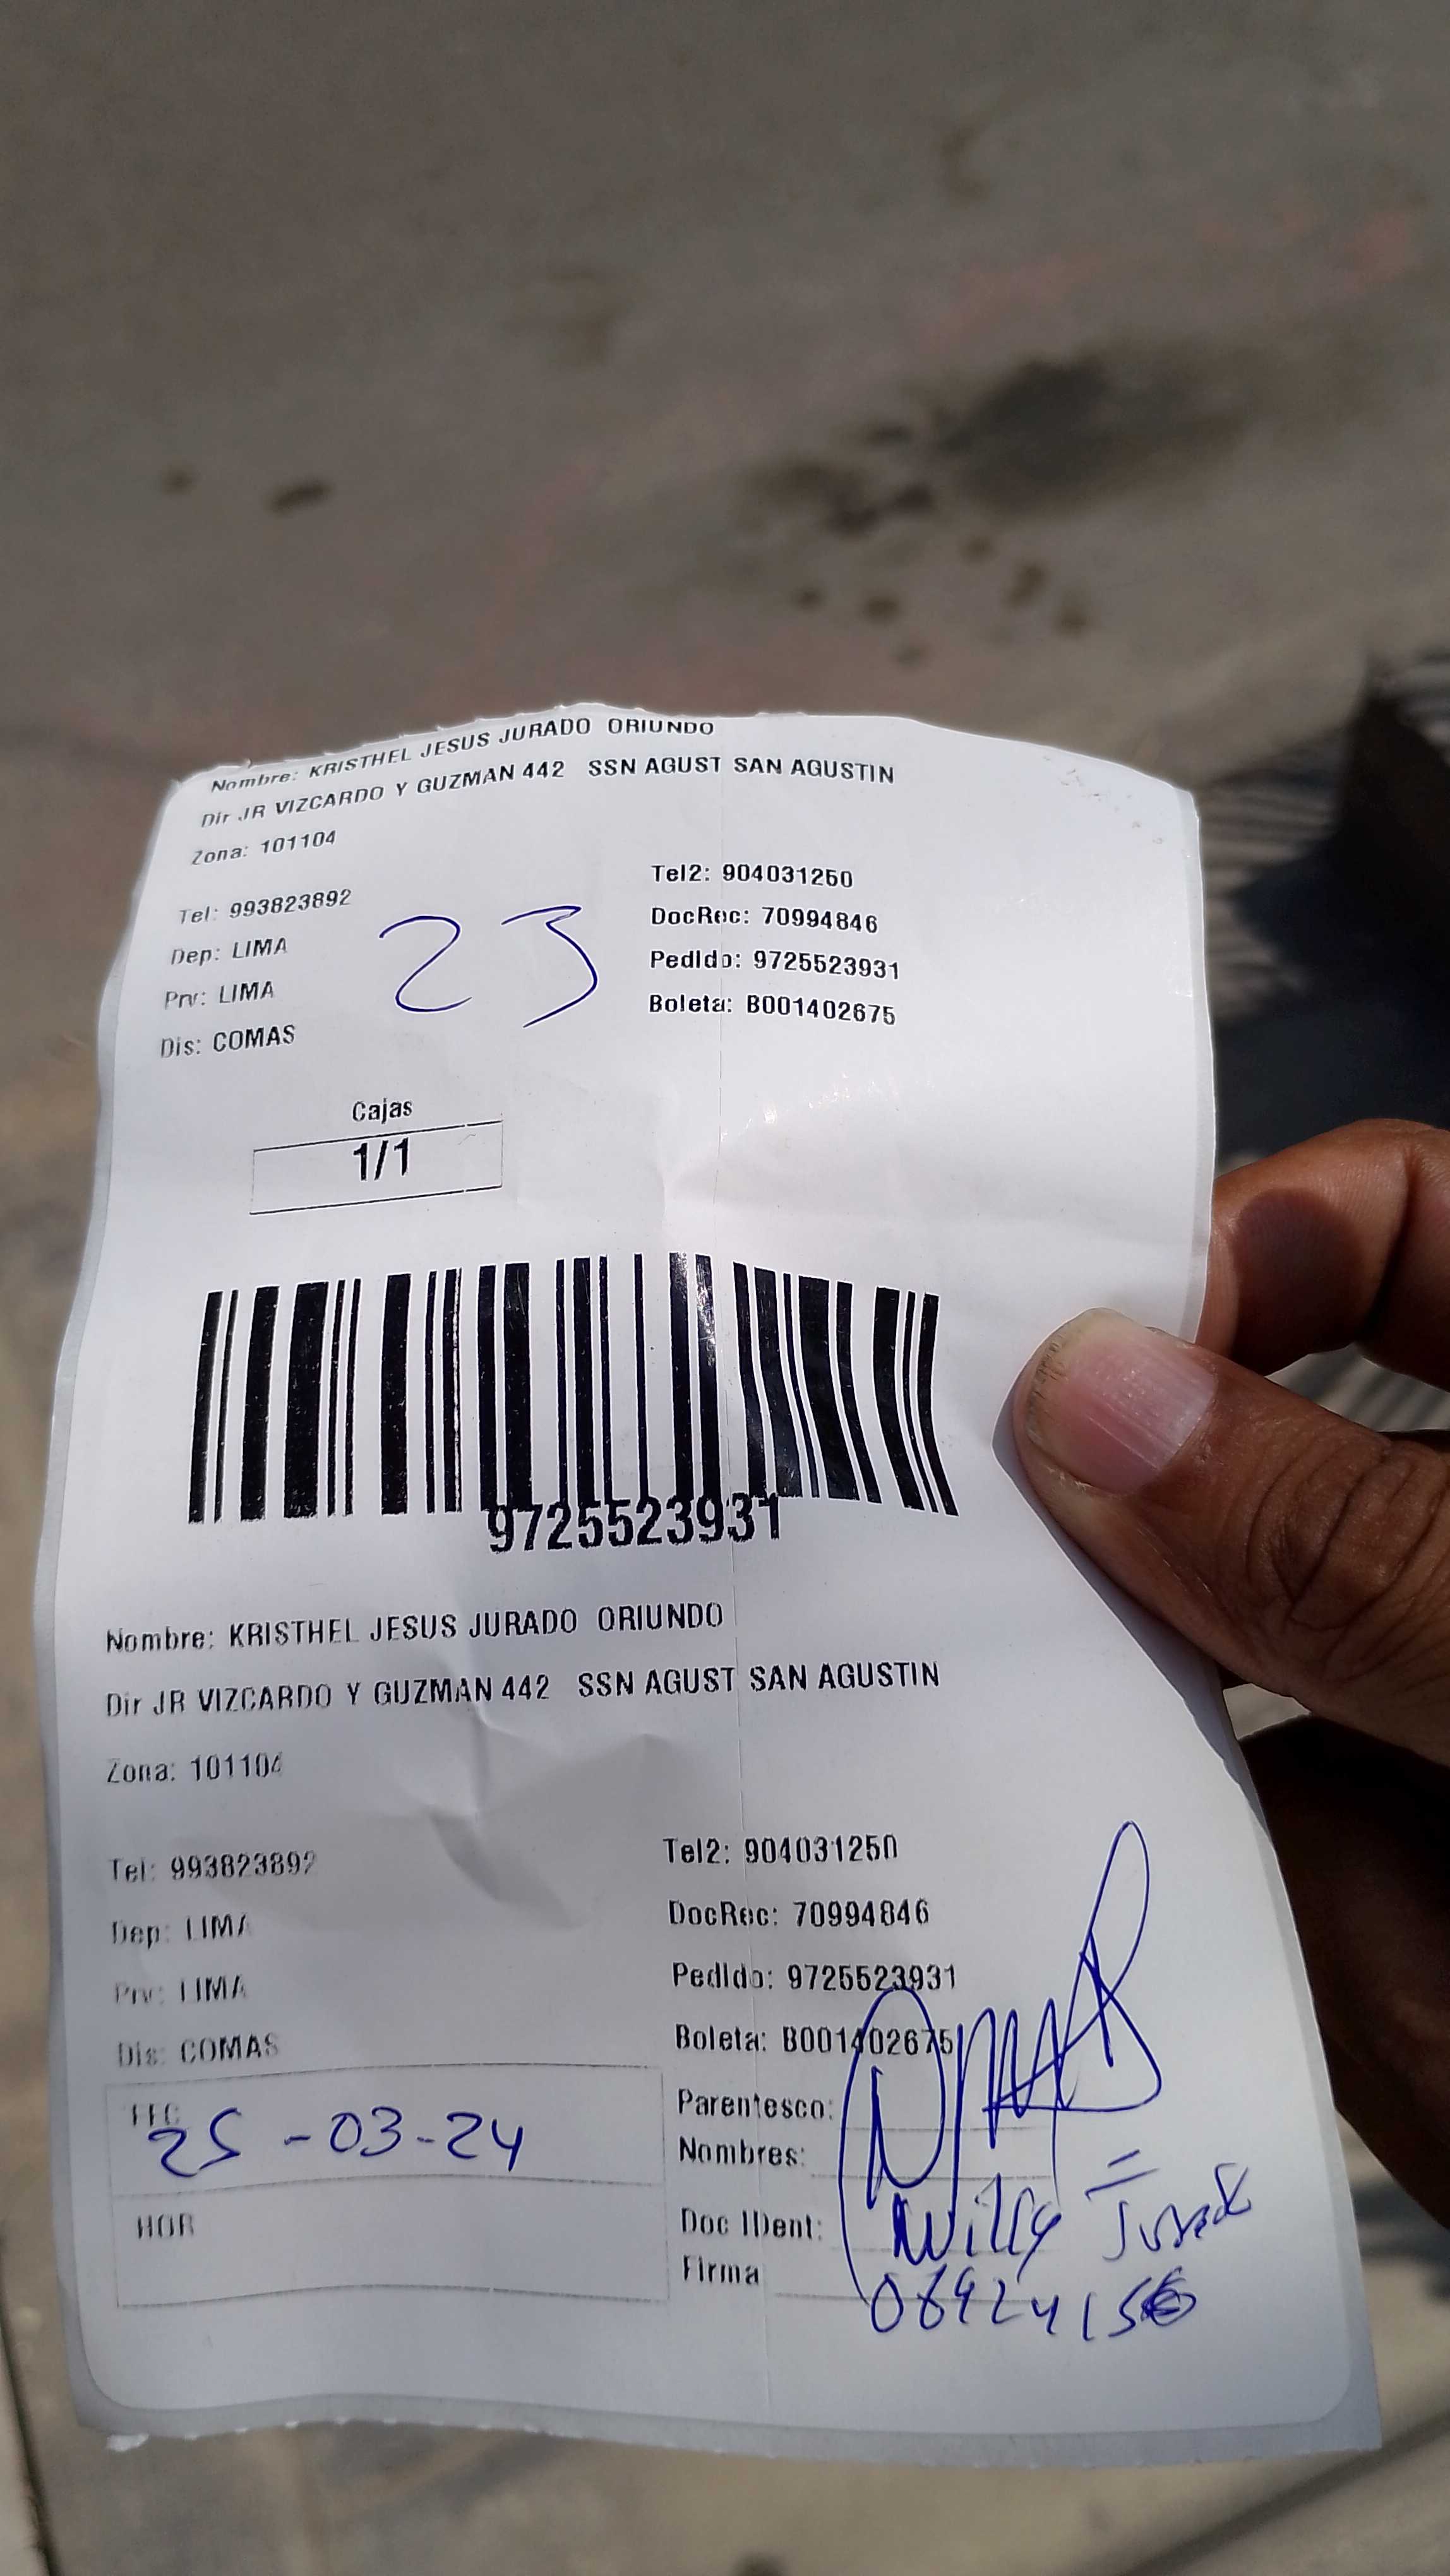 Nombre: KRISTHEL JESUS JURADO ORIUNDO
Dir JR VIZCARDO Y GUZMAN 442 SSN AGUST SAN AGUSTIN
Zona: 101104
Tel: 993823892 Tel2: 904031250
Dep: LIMA DocRec: 70994846
Prv: LIMA PedIdo: 9725523931
Dis: COMAS Boleta: B001402675
23
Cajas
1/1
9725523931
Nombre: KRISTHEL JESUS JURADO ORIUNDO
Dir JR VIZCARDO Y GUZMAN 442 SSN AGUST SAN AGUSTIN
Zona: 101104
Tel: 993823892 Tel2: 904031250
Dep: LIMA DocRec: 70994846
Prv: LIMA PedIdo: 9725523931
Dis: COMAS Boleta: B001402675
FEC Parentesco:
25-03-24 Nombres:
HOR Doc IDent: Willy Jurado
Firma